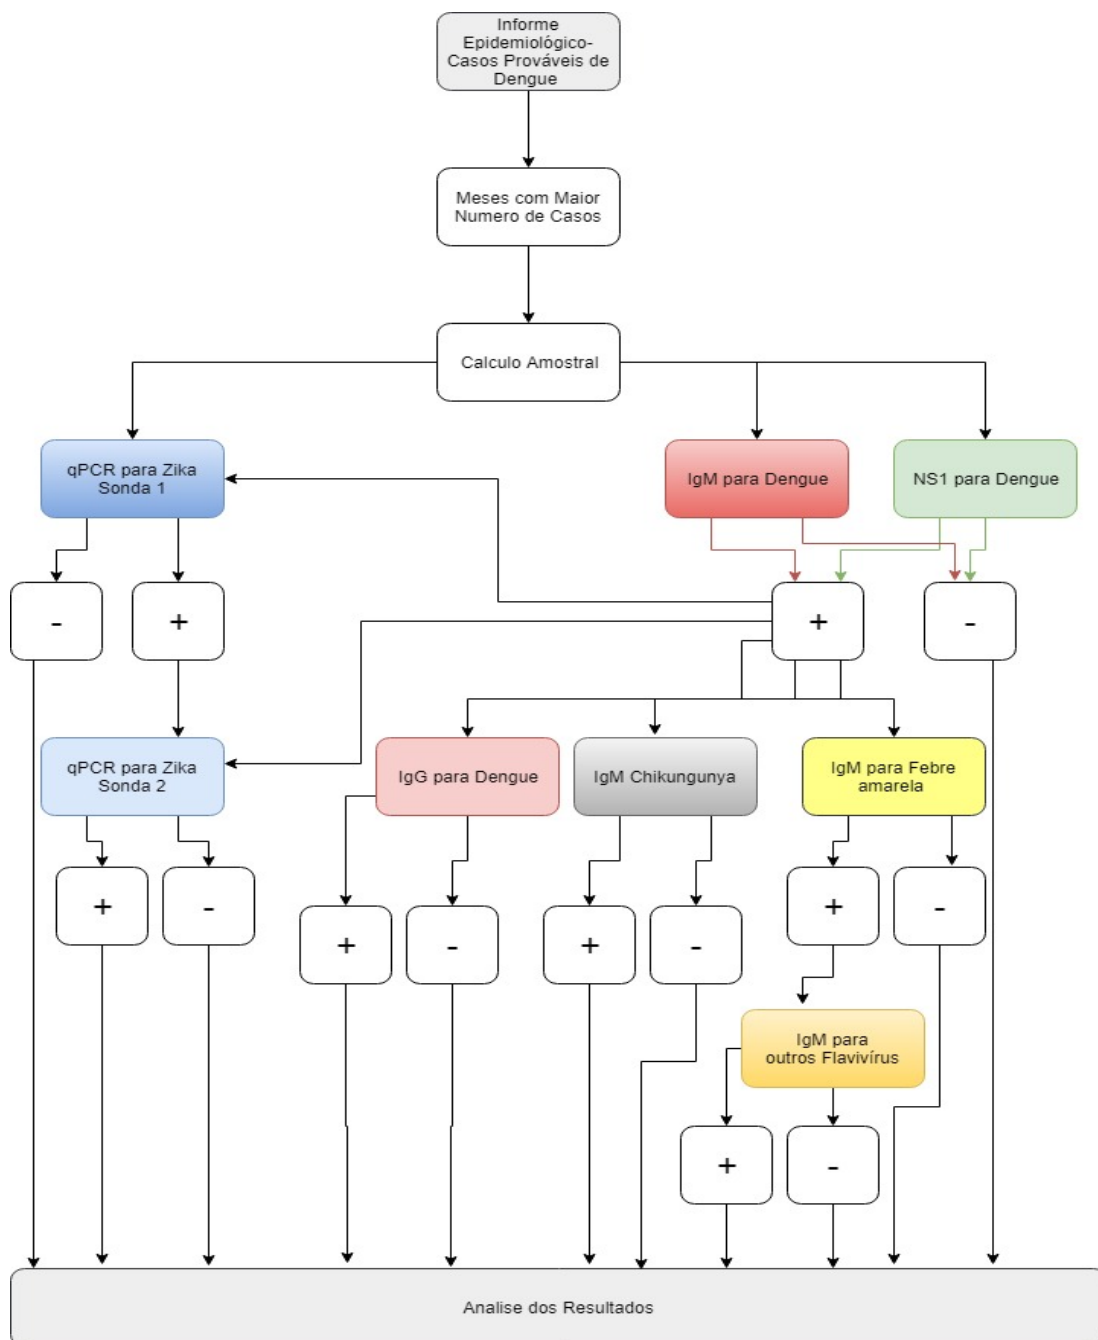 Informe
Epidemiológico-
Casos Prováveis de
Dengue
Meses com Maior
Numero de Casos
Calculo Amostral
qPCR para Zika
Sonda 1
IgM para Dengue
NS1 para Dengue
-
+
+
-
qPCR para Zika
Sonda 2
IgG para Dengue
IgM Chikungunya
IgM para Febre
amarela
+
-
+
-
+
-
+
-
IgM para
outros Flavivírus
+
-
Analise dos Resultados